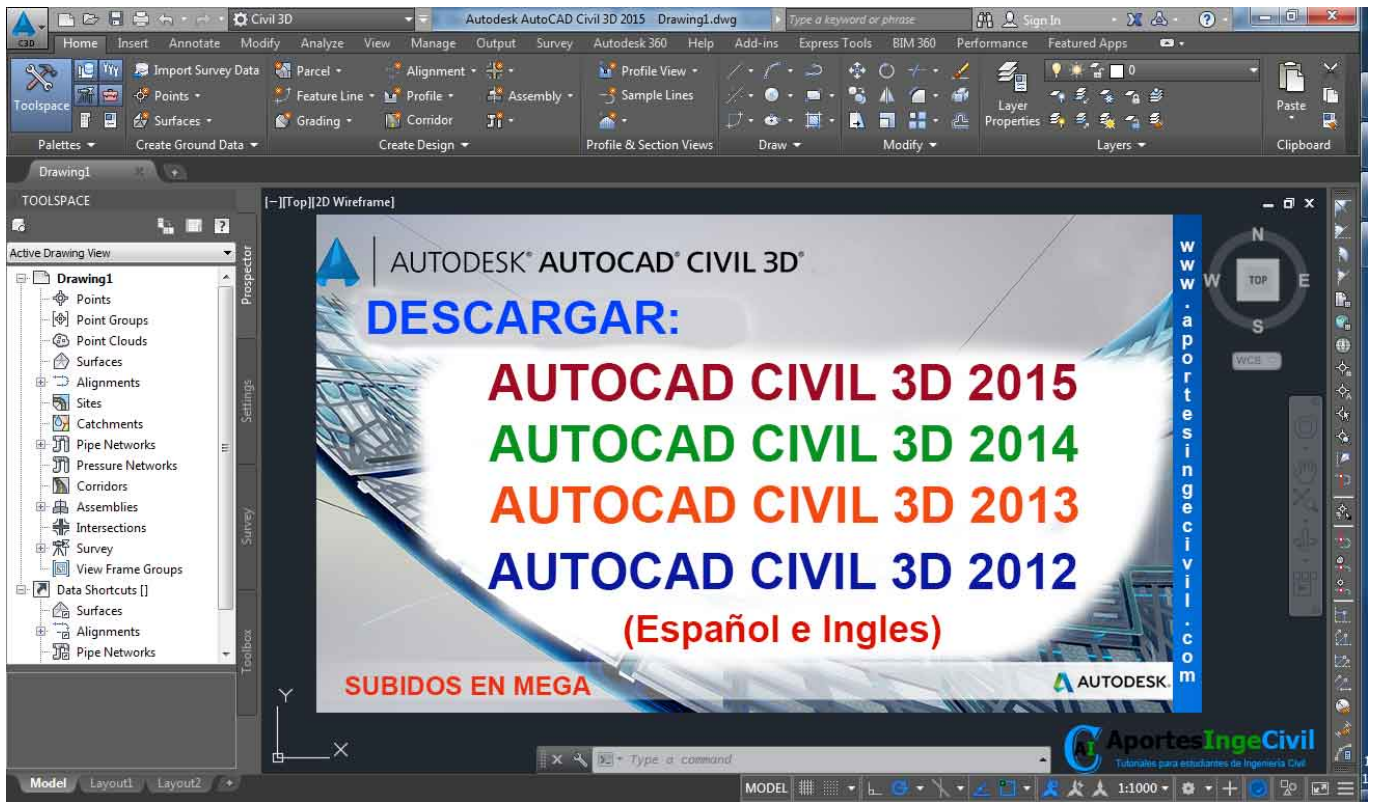 Civil 3D
Autodesk AutoCAD Civil 3D 2015 Drawing1.dwg
Type a keyword or phrase
Sign In
C3D
Home Insert Annotate Modify Analyze View Manage Output Survey Autodesk 360 Help Add-ins Express Tools BIM 360 Performance Featured Apps
Toolspace
Import Survey Data
Points
Surfaces
Parcel
Feature Line
Grading
Alignment
Profile
Corridor
Assembly
Profile View
Sample Lines
Layer
Properties
0
Paste
Palettes
Create Ground Data
Create Design
Profile & Section Views
Draw
Modify
Layers
Clipboard
Drawing1
TOOLSPACE
Active Drawing View
Drawing1
Points
Point Groups
Point Clouds
Surfaces
Alignments
Sites
Catchments
Pipe Networks
Pressure Networks
Corridors
Assemblies
Intersections
Survey
View Frame Groups
Data Shortcuts []
Surfaces
Alignments
Pipe Networks
Prospector
Settings
Survey
Toolbox
[−][Top][2D Wireframe]
AUTODESK® AUTOCAD® CIVIL 3D®
DESCARGAR:
AUTOCAD CIVIL 3D 2015
AUTOCAD CIVIL 3D 2014
AUTOCAD CIVIL 3D 2013
AUTOCAD CIVIL 3D 2012
(Español e Ingles)
SUBIDOS EN MEGA
AUTODESK.
www.aportesingecivil.com
N
W
TOP
E
S
WCS
Y
X
Type a command
AI
AportesIngeCivil
Tutoriales para estudiantes de Ingeniería Civil
Model Layout1 Layout2
MODEL
1:1000